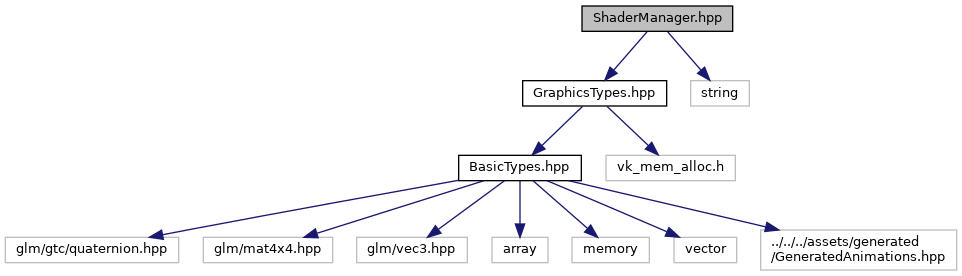 ShaderManager.hpp
GraphicsTypes.hpp
string
BasicTypes.hpp
vk_mem_alloc.h
glm/gtc/quaternion.hpp
glm/mat4x4.hpp
glm/vec3.hpp
array
memory
vector
../../../assets/generated
/GeneratedAnimations.hpp